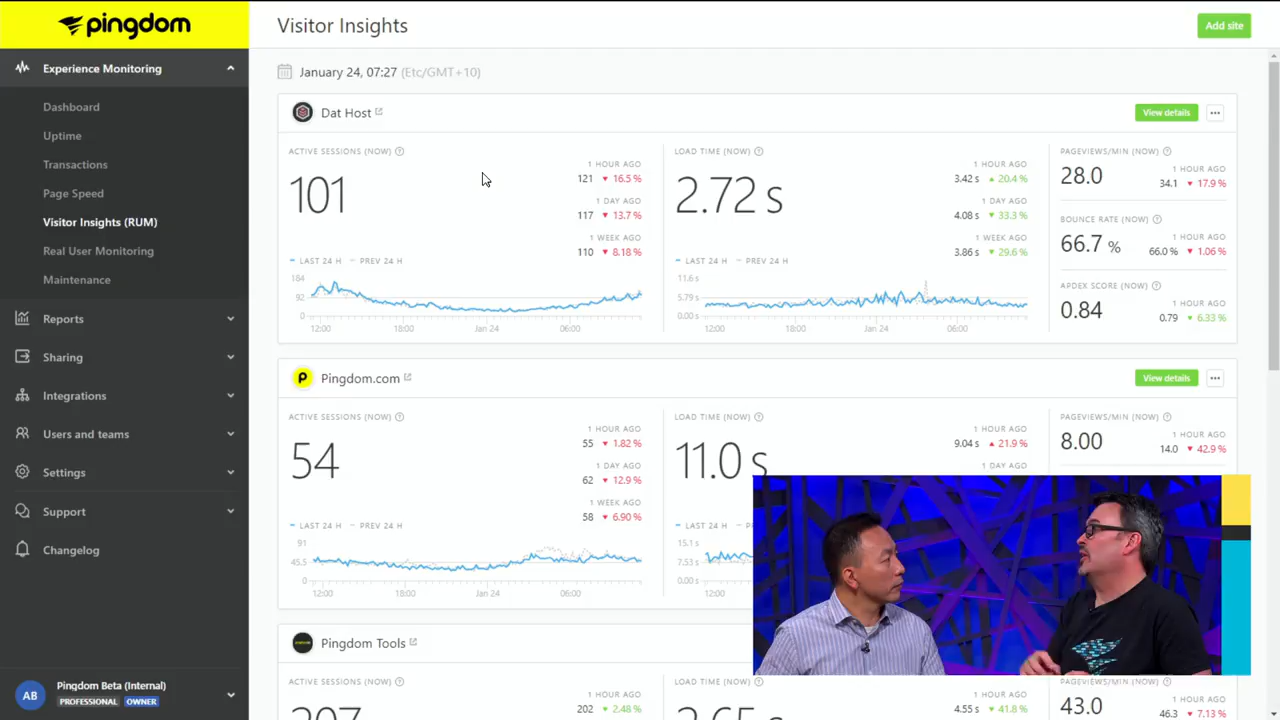 pingdom
Experience Monitoring
Dashboard
Uptime
Transactions
Page Speed
Visitor Insights (RUM)
Real User Monitoring
Maintenance
Reports
Sharing
Integrations
Users and teams
Settings
Support
Changelog
AB
Pingdom Beta (Internal)
PROFESSIONAL OWNER
Visitor Insights
Add site
January 24, 07:27 (Etc/GMT+10)
Dat Host
View details
ACTIVE SESSIONS (NOW)
101
1 HOUR AGO
121 16.5 %
1 DAY AGO
117 13.7 %
1 WEEK AGO
110 8.18 %
LAST 24 H PREV 24 H
184
92
0
12:00 18:00 Jan 24 06:00
LOAD TIME (NOW)
2.72 s
1 HOUR AGO
3.42 s 20.4 %
1 DAY AGO
4.08 s 33.3 %
1 WEEK AGO
3.86 s 29.6 %
LAST 24 H PREV 24 H
11.6 s
5.79 s
0.00 s
12:00 18:00 Jan 24 06:00
PAGEVIEWS/MIN (NOW)
28.0
1 HOUR AGO
34.1 17.9 %
BOUNCE RATE (NOW)
66.7 %
1 HOUR AGO
66.0 % 1.06 %
APDEX SCORE (NOW)
0.84
1 HOUR AGO
0.79 6.33 %
P
Pingdom.com
View details
ACTIVE SESSIONS (NOW)
54
1 HOUR AGO
55 1.82 %
1 DAY AGO
62 12.9 %
1 WEEK AGO
58 6.90 %
LAST 24 H PREV 24 H
91
45.5
0
12:00 18:00 Jan 24 06:00
LOAD TIME (NOW)
11.0 s
1 HOUR AGO
9.04 s 21.9 %
1 DAY AGO
LAST 24 H
15.1 s
7.53 s
0.00 s
12:00
PAGEVIEWS/MIN (NOW)
8.00
1 HOUR AGO
14.0 42.9 %
Pingdom Tools
ACTIVE SESSIONS (NOW)
207
1 HOUR AGO
202 2.48 %
LOAD TIME (NOW)
2.65 s
1 HOUR AGO
4.55 s 41.8 %
PAGEVIEWS/MIN (NOW)
43.0
1 HOUR AGO
46.3 7.13 %